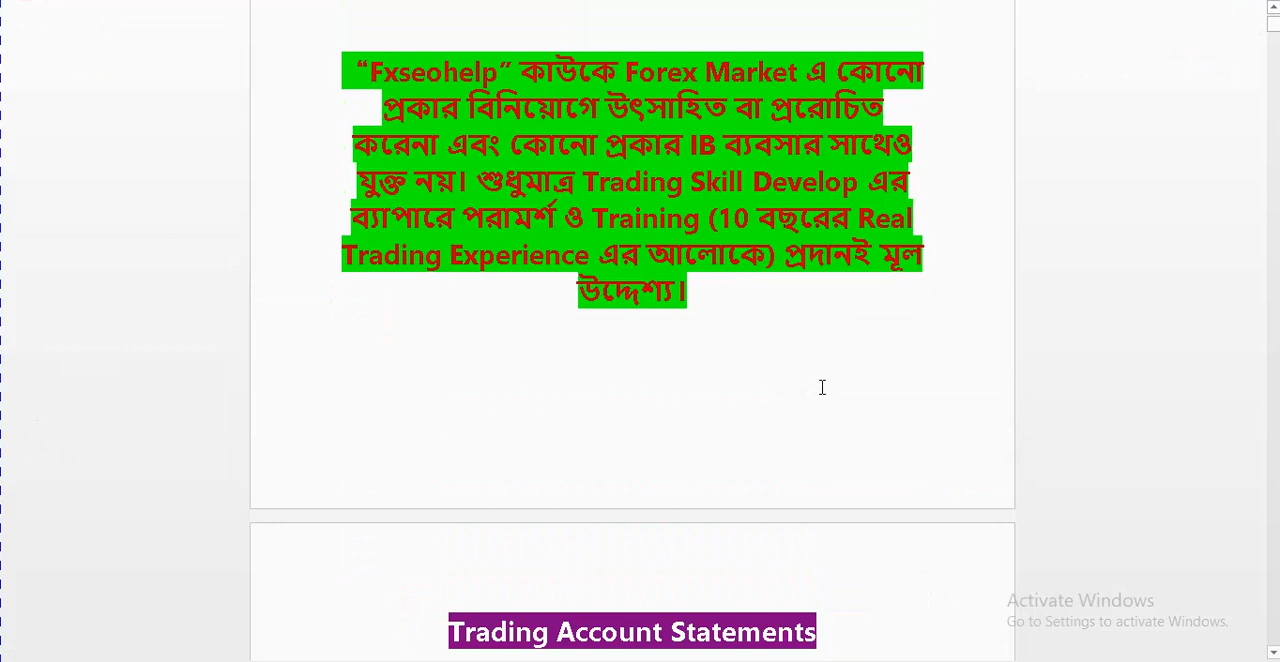 “Fxseohelp” কাউকে Forex Market এ কোনো
প্রকার বিনিয়োগে উৎসাহিত বা প্ররোচিত
করেনা এবং কোনো প্রকার IB ব্যবসার সাথেও
যুক্ত নয়। শুধুমাত্র Trading Skill Develop এর
ব্যাপারে পরামর্শ ও Training (10 বছরের Real
Trading Experience এর আলোকে) প্রদানই মূল
উদ্দেশ্য।
Activate Windows
Go to Settings to activate Windows.
Trading Account Statements